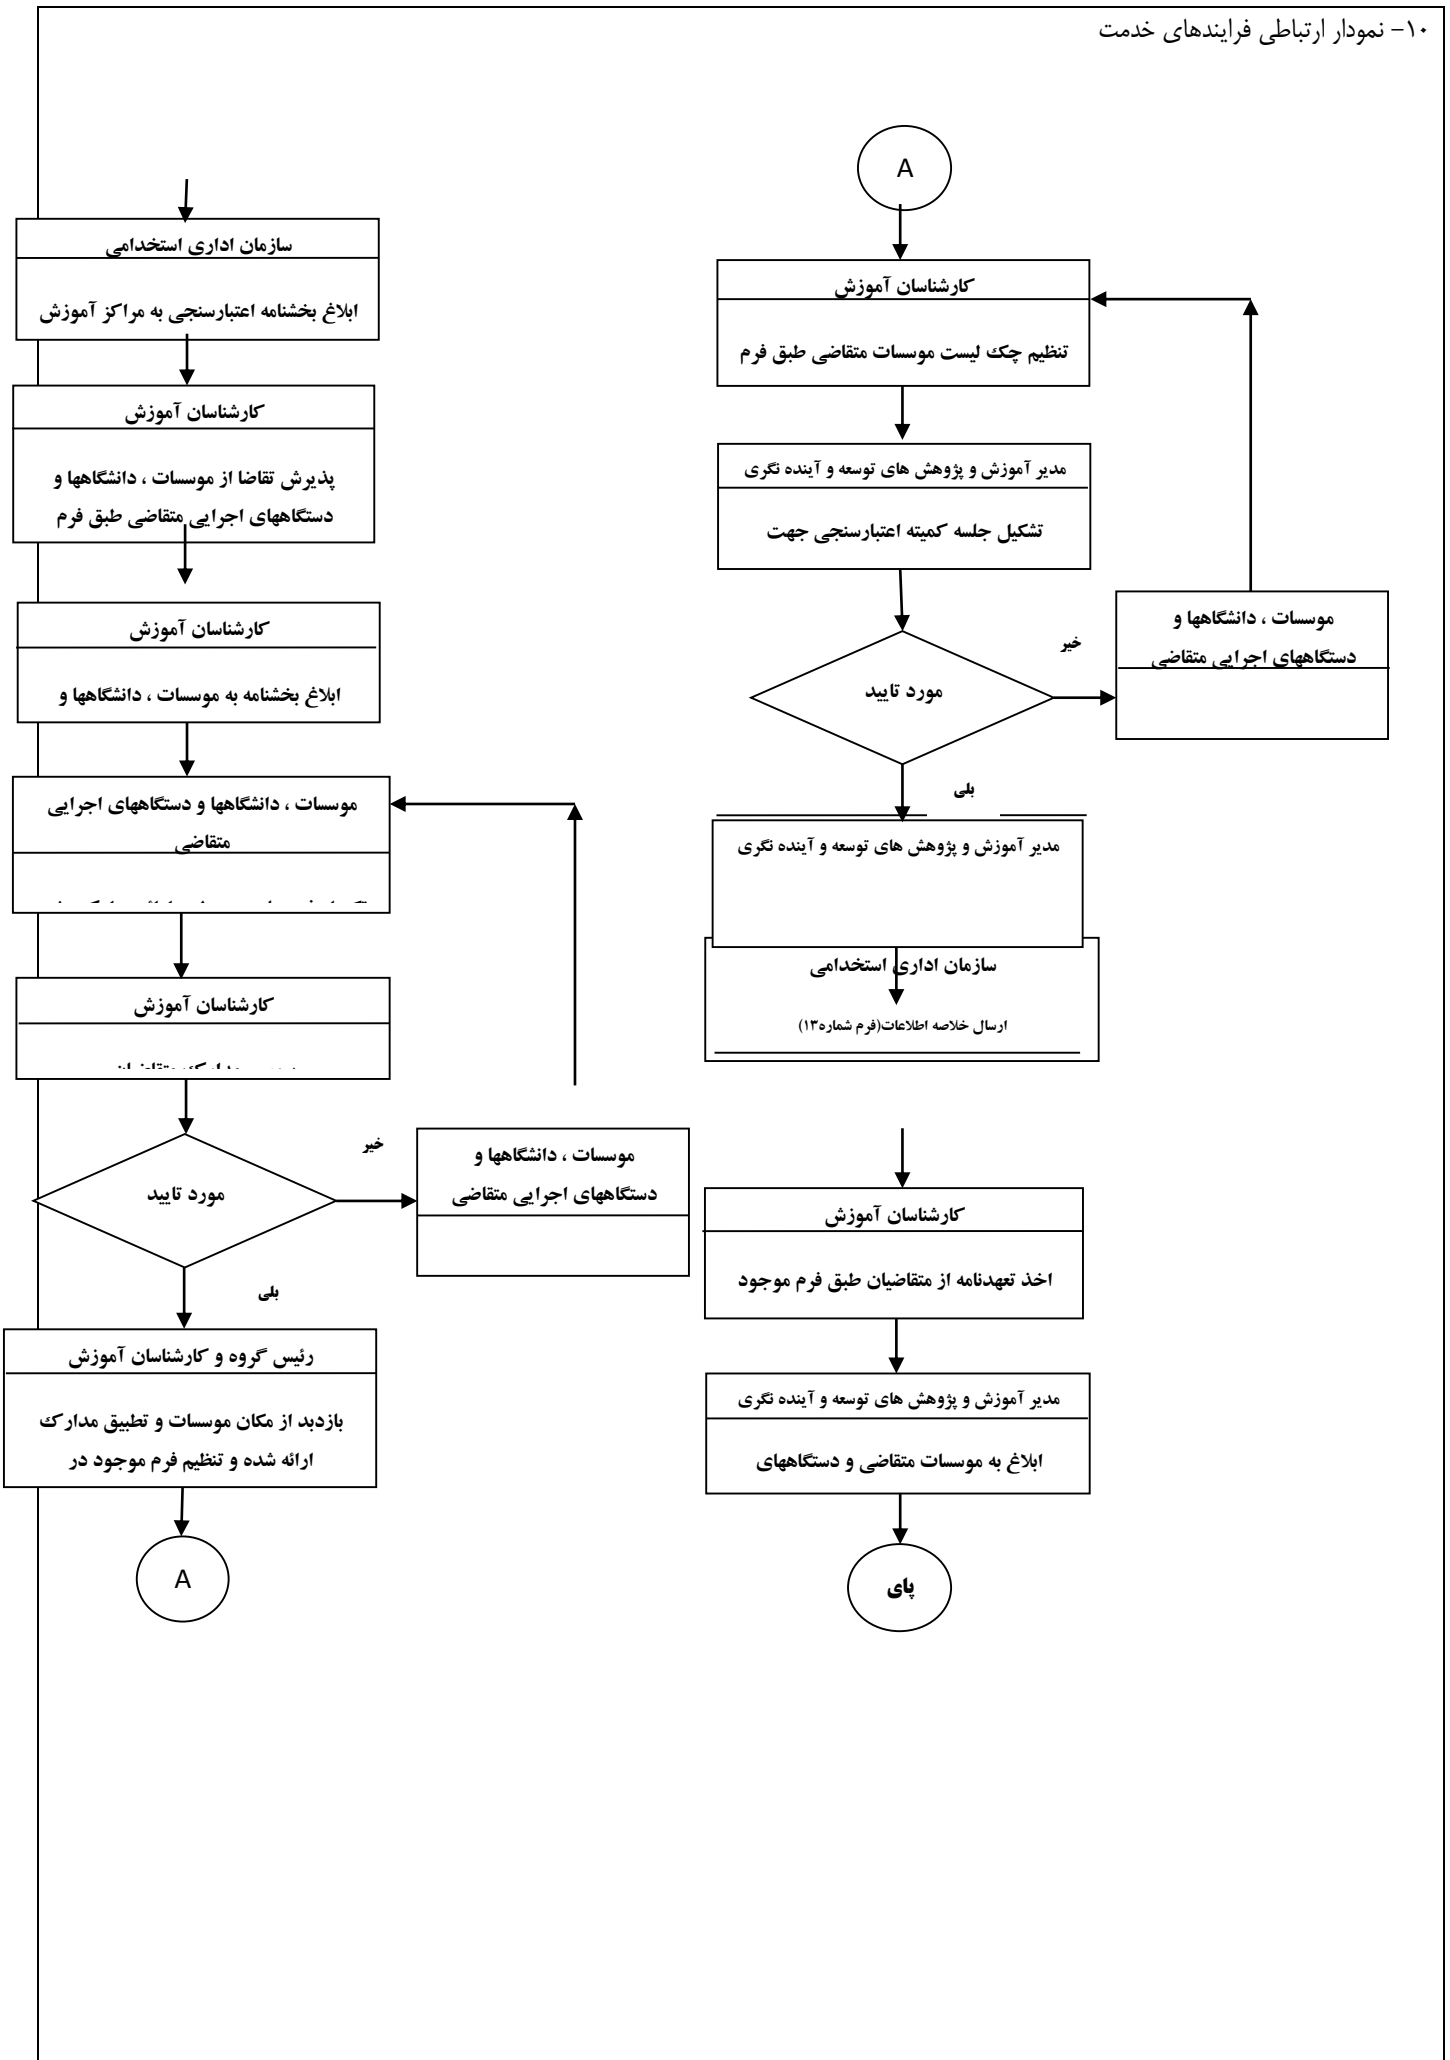 ۱۰- نمودار ارتباطی فرایندهای خدمت
سازمان اداری استخدامی
ابلاغ بخشنامه اعتبارسنجی به مراکز آموزش
کارشناسان آموزش
پذیرش تقاضا از موسسات ، دانشگاهها و
دستگاههای اجرایی متقاضی طبق فرم
کارشناسان آموزش
ابلاغ بخشنامه به موسسات ، دانشگاهها و
موسسات ، دانشگاهها و دستگاههای اجرایی
متقاضی
کارشناسان آموزش
مدارک متقاضیان
مورد تایید
خیر
موسسات ، دانشگاهها و
دستگاههای اجرایی متقاضی
بلی
رئیس گروه و کارشناسان آموزش
بازدید از مکان موسسات و تطبیق مدارک
ارائه شده و تنظیم فرم موجود در
A
A
کارشناسان آموزش
تنظیم چک لیست موسسات متقاضی طبق فرم
مدیر آموزش و پژوهش های توسعه و آینده نگری
تشکیل جلسه کمیته اعتبارسنجی جهت
مورد تایید
خیر
موسسات ، دانشگاهها و
دستگاههای اجرایی متقاضی
بلی
مدیر آموزش و پژوهش های توسعه و آینده نگری
سازمان اداری استخدامی
ارسال خلاصه اطلاعات(فرم شماره۱۳)
کارشناسان آموزش
اخذ تعهدنامه از متقاضیان طبق فرم موجود
مدیر آموزش و پژوهش های توسعه و آینده نگری
ابلاغ به موسسات متقاضی و دستگاههای
پای